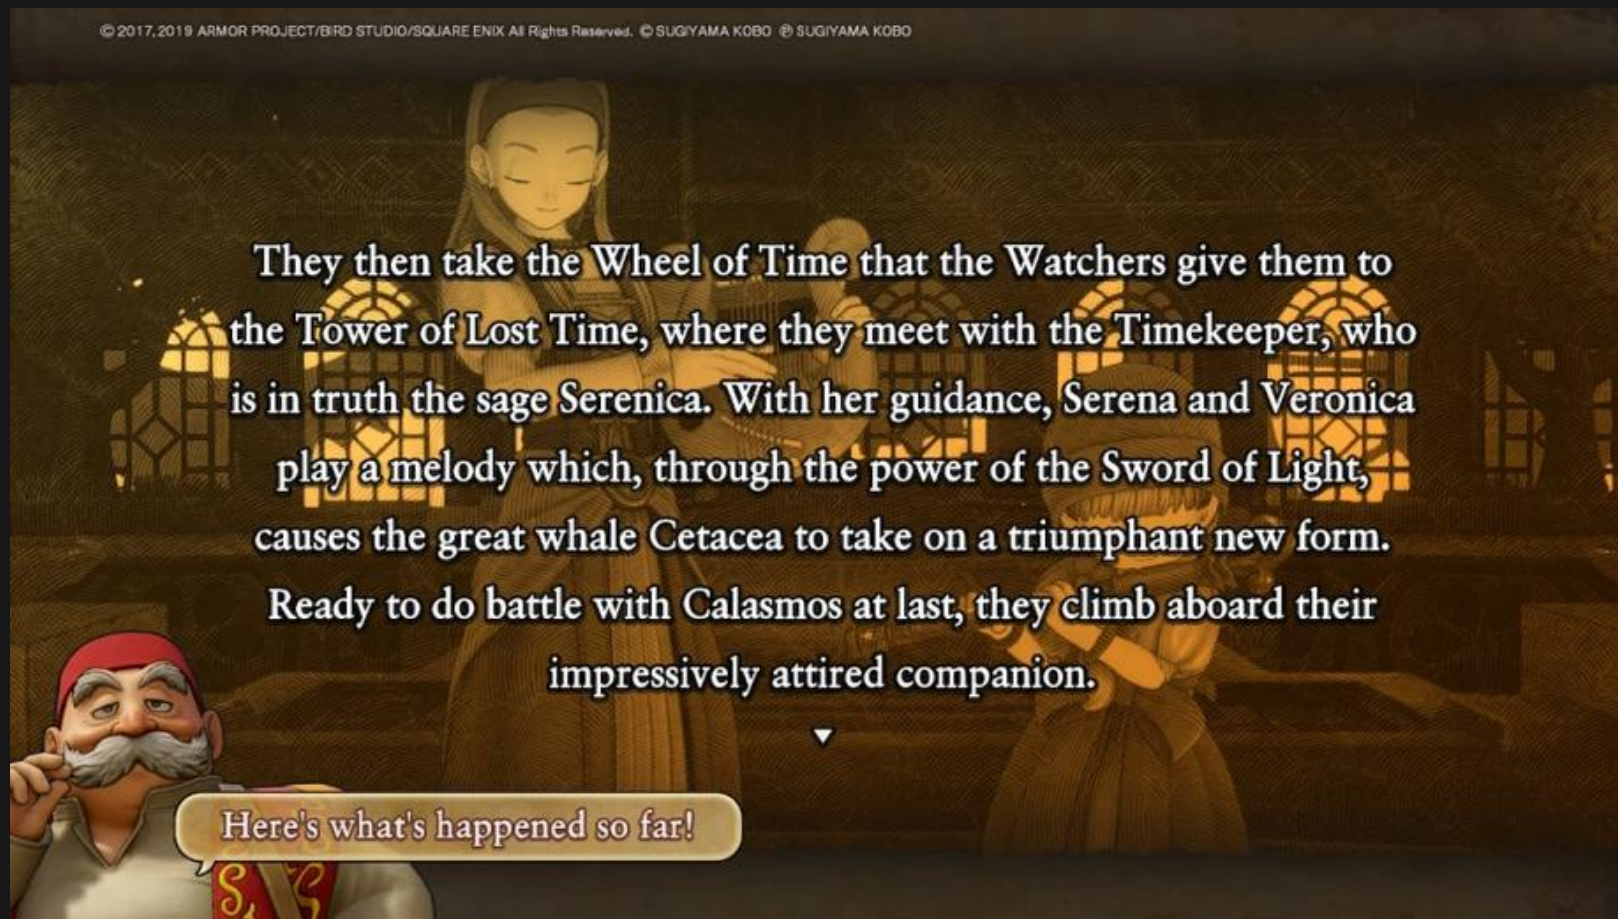 © 2017, 2019 ARMOR PROJECT/BIRD STUDIO/SQUARE ENIX All Rights Reserved. © SUGIYAMA KOBO ℗ SUGIYAMA KOBO
They then take the Wheel of Time that the Watchers give them to
the Tower of Lost Time, where they meet with the Timekeeper, who
is in truth the sage Serenica. With her guidance, Serena and Veronica
play a melody which, through the power of the Sword of Light,
causes the great whale Cetacea to take on a triumphant new form.
Ready to do battle with Calasmos at last, they climb aboard their
impressively attired companion.
Here's what's happened so far!